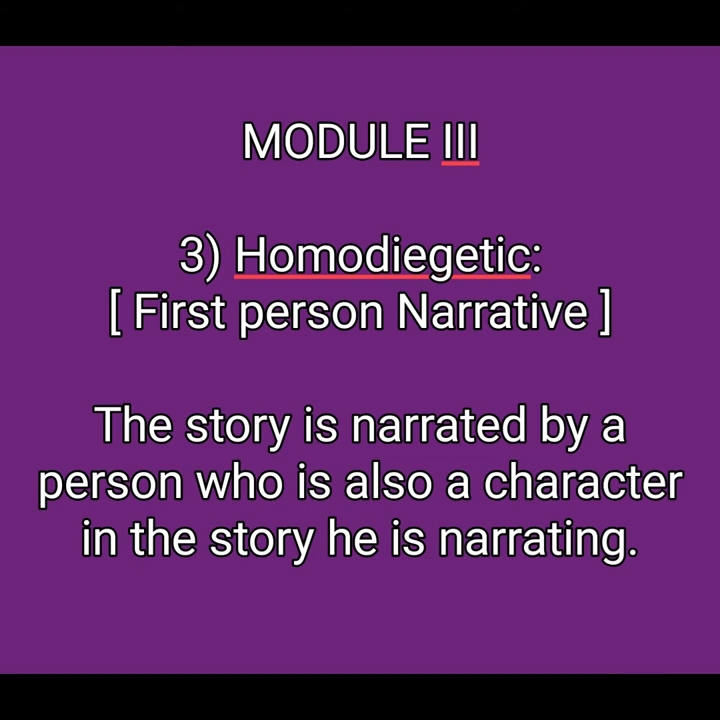 MODULE III
3) Homodiegetic:
[ First person Narrative ]
The story is narrated by a
person who is also a character
in the story he is narrating.